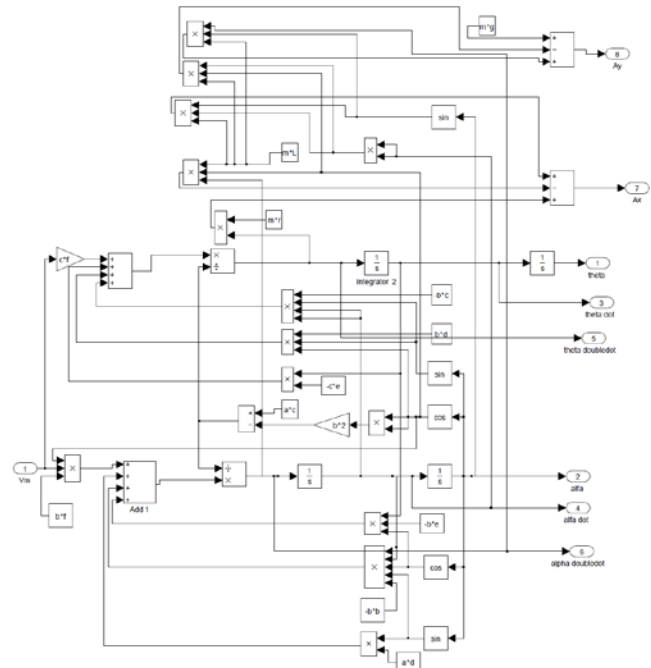 m*g
+
-
+
8
Ay
×
×
×
sin
m*L
×
×
+
-
+
7
Ax
m*r
×
c*f
+
+
+
+
×
÷
1
s
Integrator 2
1
s
1
theta
3
theta dot
5
theta doubledot
-b*c
×
b*d
×
×
-c*e
sin
+
-
a*c
b^2
×
cos
1
Vm
×
b*f
+
+
+
+
Add 1
÷
×
1
s
1
s
2
alfa
4
alfa dot
6
alpha doubledot
×
-b*e
×
cos
-b*b
×
sin
a*d